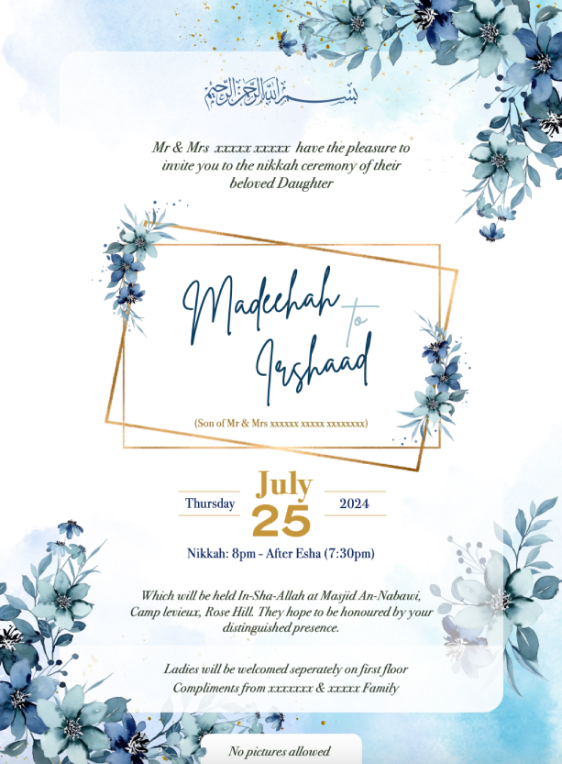 بسم الله الرحمن الرحيم
Mr & Mrs xxxxx xxxxx have the pleasure to
invite you to the nikkah ceremony of their
beloved Daughter
Madeehah
to
Irshaad
(Son of Mr & Mrs xxxxxx xxxxx xxxxxxxx)
July
Thursday 25 2024
Nikkah: 8pm - After Esha (7:30pm)
Which will be held In-Sha-Allah at Masjid An-Nabawi,
Camp levieux, Rose Hill. They hope to be honoured by your
distinguished presence.
Ladies will be welcomed seperately on first floor
Compliments from xxxxxxx & xxxxx Family
No pictures allowed